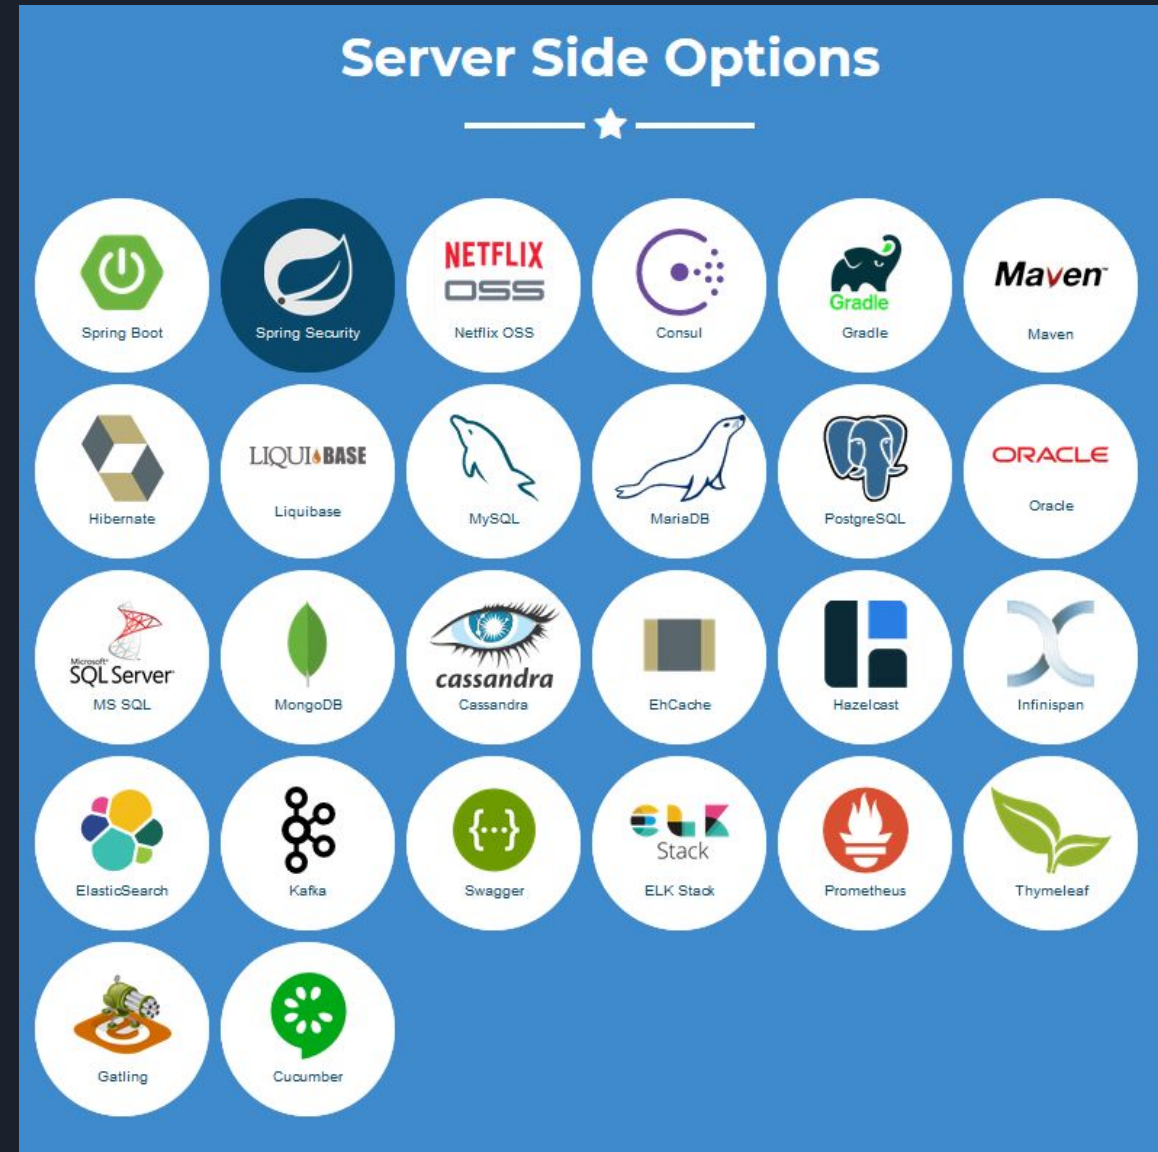 Server Side Options
Spring Boot
Spring Security
NETFLIX
OSS
Netflix OSS
Consul
Gradle
Gradle
Maven™
Maven
Hibernate
LIQUIBASE
Liquibase
MySQL
MariaDB
PostgreSQL
ORACLE
Oracle
Microsoft®
SQL Server®
MS SQL
MongoDB
cassandra
Cassandra
EhCache
Hazelcast
Infinispan
ElasticSearch
Kafka
{···}
Swagger
ELK
Stack
ELK Stack
Prometheus
Thymeleaf
Gatling
Cucumber